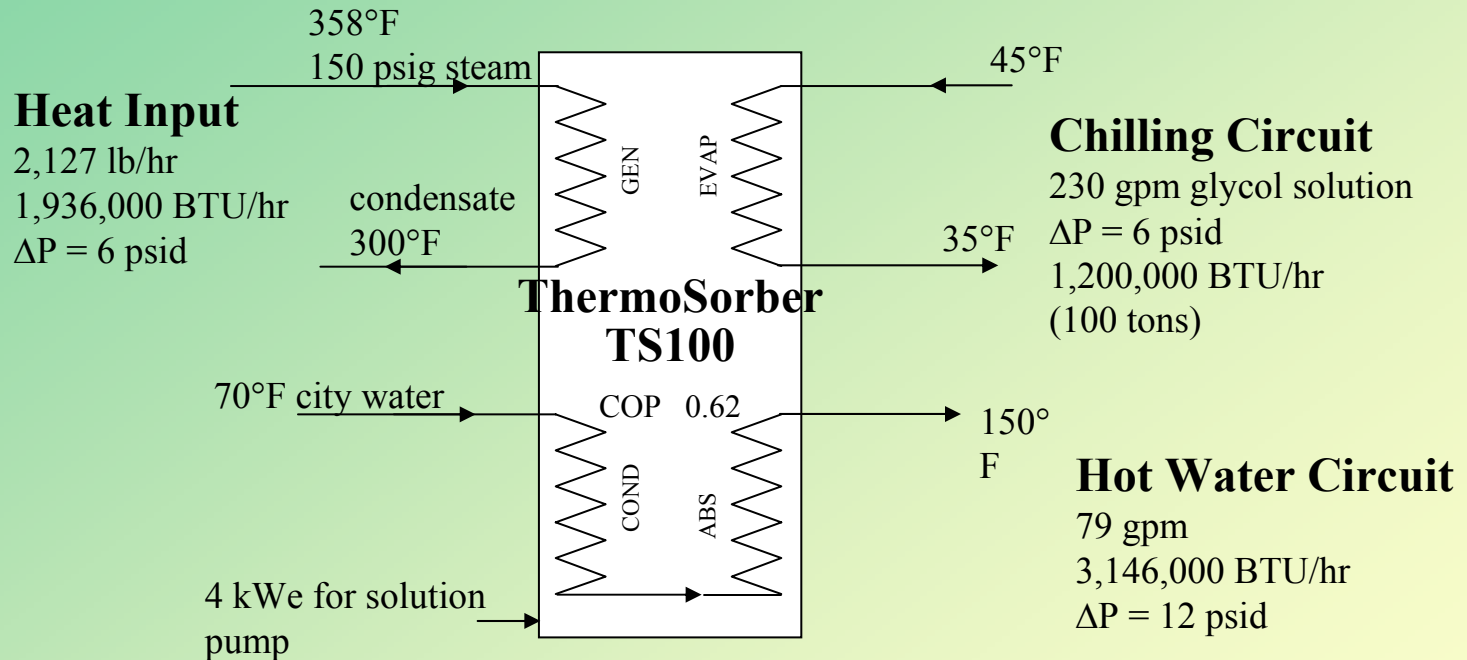 358°F
150 psig steam
Heat Input
2,127 lb/hr
1,936,000 BTU/hr
ΔP = 6 psid
condensate
300°F
GEN
EVAP
45°F
35°F
Chilling Circuit
230 gpm glycol solution
ΔP = 6 psid
1,200,000 BTU/hr
(100 tons)
ThermoSorber
TS100
COP 0.62
70°F city water
COND
ABS
150°
F
Hot Water Circuit
79 gpm
3,146,000 BTU/hr
ΔP = 12 psid
4 kWe for solution
pump